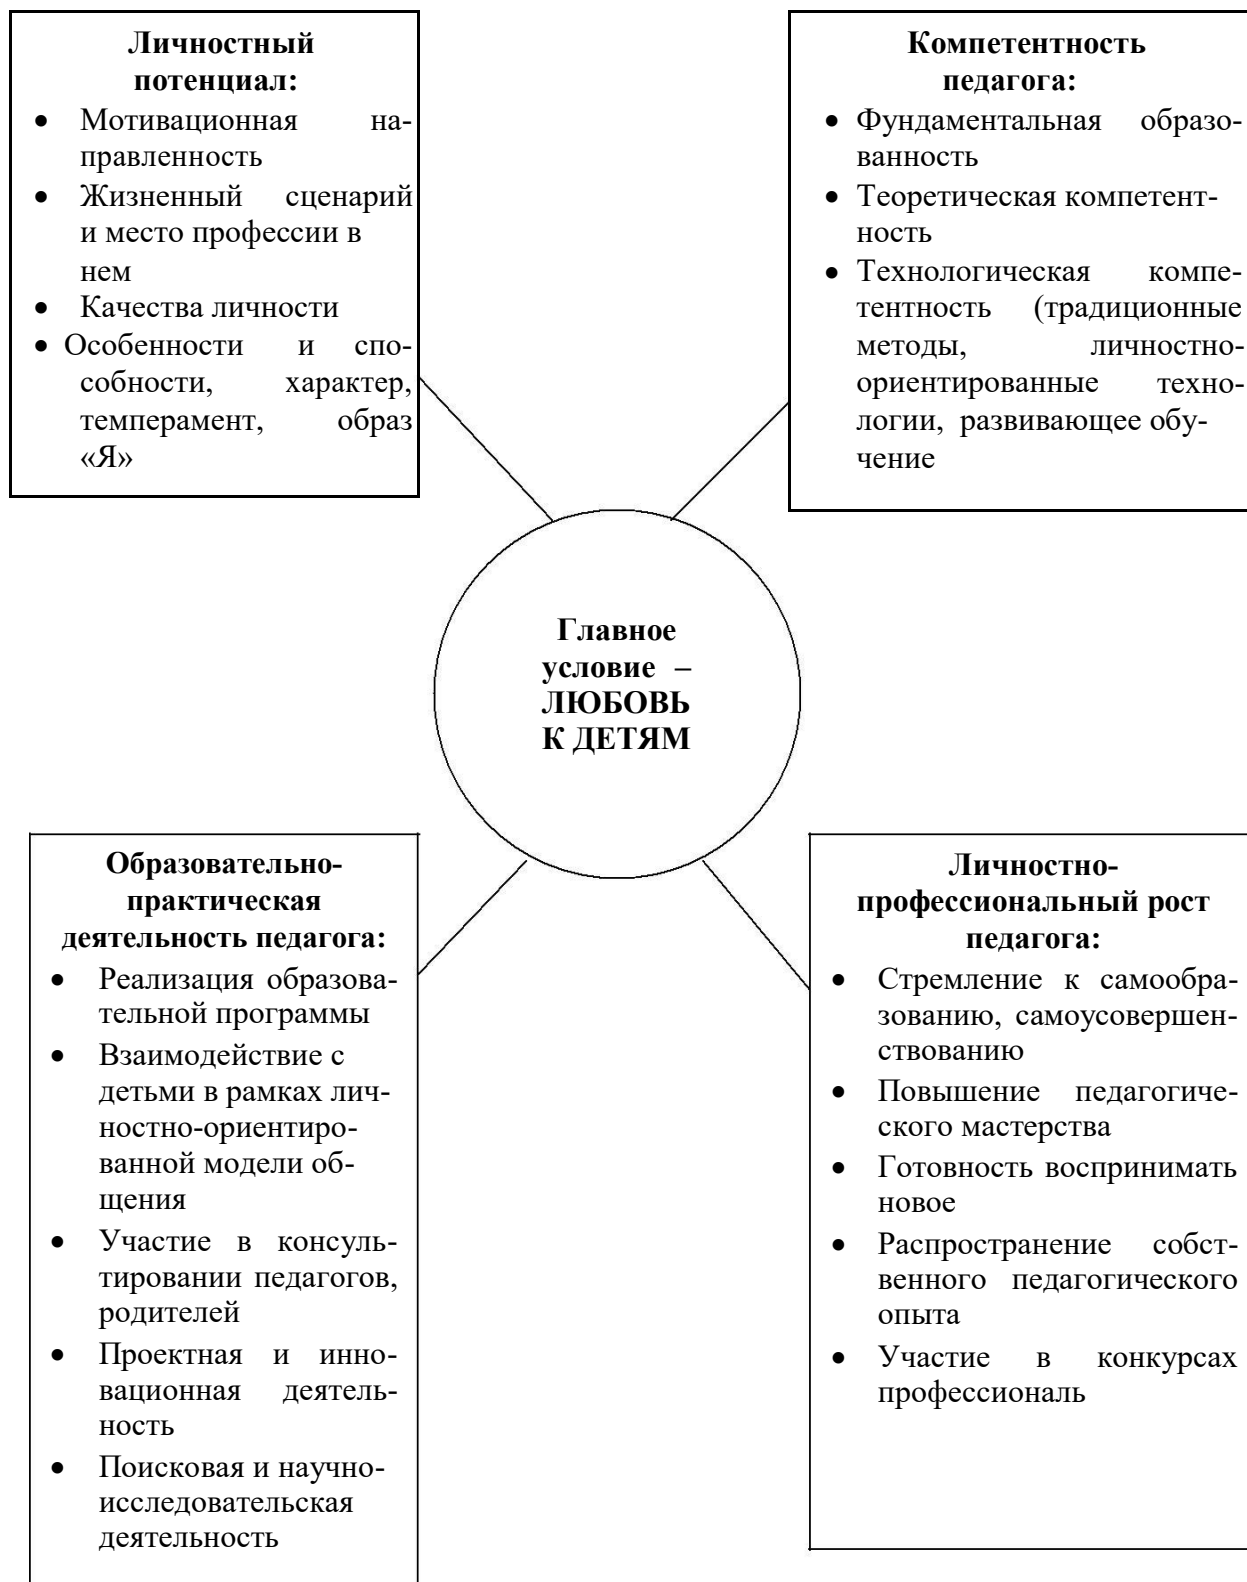 Личностный
потенциал:
• Мотивационная на-
правленность
• Жизненный сценарий
и место профессии в
нем
• Качества личности
• Особенности и спо-
собности, характер,
темперамент, образ
«Я»
Компетентность
педагога:
• Фундаментальная образо-
ванность
• Теоретическая компетент-
ность
• Технологическая компе-
тентность (традиционные
методы, личностно-
ориентированные техно-
логии, развивающее обу-
чение
Главное
условие –
ЛЮБОВЬ
К ДЕТЯМ
Образовательно-
практическая
деятельность педагога:
• Реализация образова-
тельной программы
• Взаимодействие с
детьми в рамках лич-
ностно-ориентиро-
ванной модели об-
щения
• Участие в консуль-
тировании педагогов,
родителей
• Проектная и инно-
вационная деятель-
ность
• Поисковая и научно-
исследовательская
деятельность
Личностно-
профессиональный рост
педагога:
• Стремление к самообра-
зованию, самоусовершен-
ствованию
• Повышение педагогиче-
ского мастерства
• Готовность воспринимать
новое
• Распространение собст-
венного педагогического
опыта
• Участие в конкурсах
профессиональ